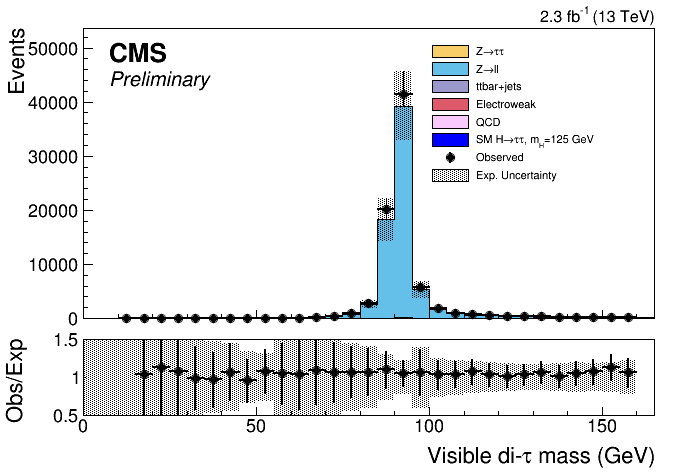 2.3 fb⁻¹ (13 TeV)
Events
CMS
Preliminary
50000
40000
30000
20000
10000
0
Z→ττ
Z→ll
ttbar+jets
Electroweak
QCD
SM H→ττ, m_H=125 GeV
Observed
Exp. Uncertainty
Obs/Exp
1.5
1
0.5
0 50 100 150
Visible di-τ mass (GeV)